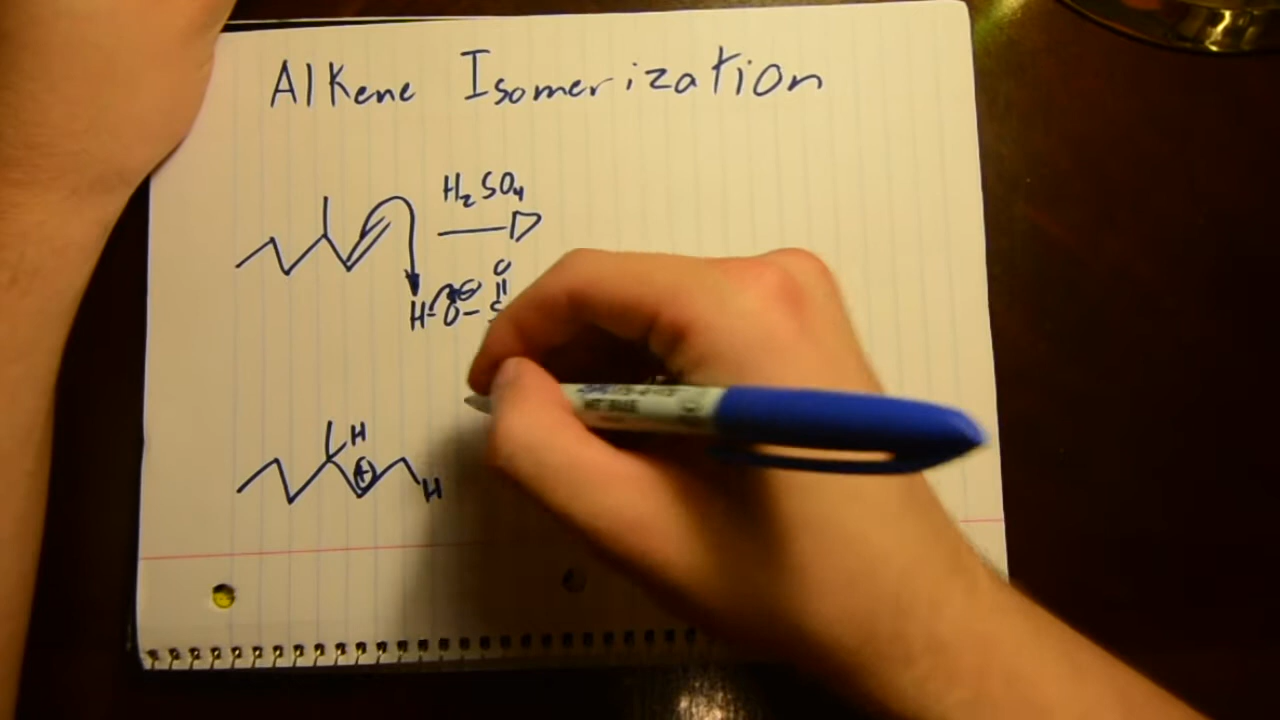 Alkene Isomerization
H₂SO₄
O
H-O-S
H
H